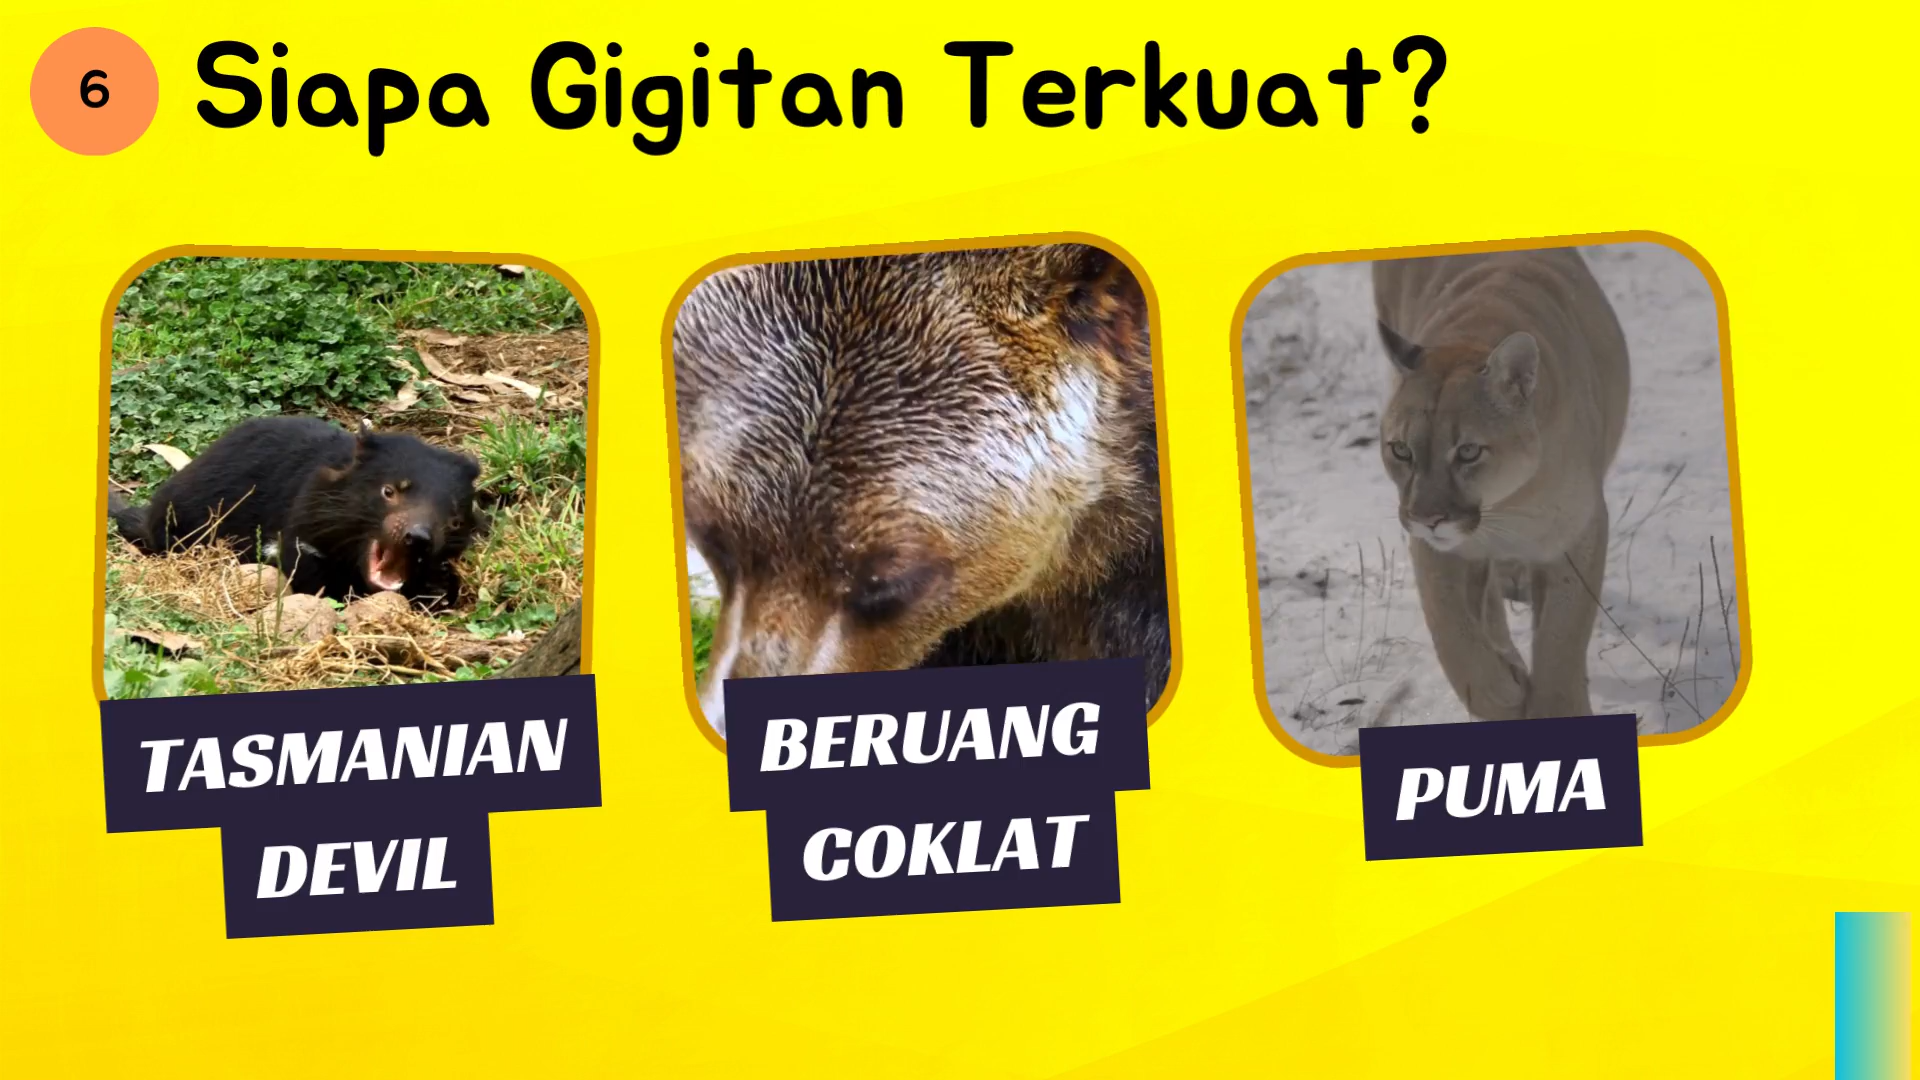 6
Siapa Gigitan Terkuat?
TASMANIAN
DEVIL
BERUANG
COKLAT
PUMA